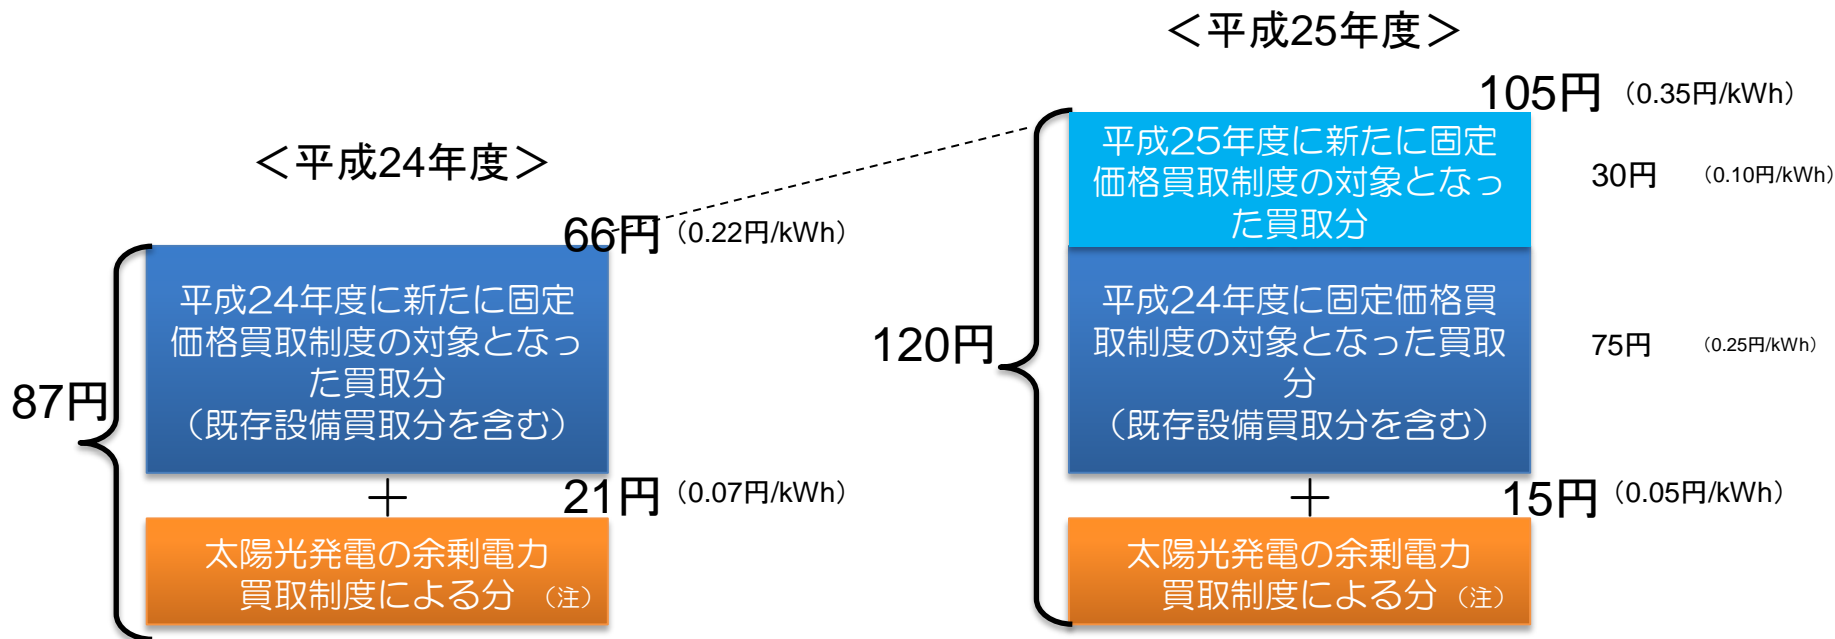 ＜平成24年度＞
66円（0.22円/kWh）
87円
平成24年度に新たに固定
価格買取制度の対象となっ
た買取分
（既存設備買取分を含む）
＋
21円（0.07円/kWh）
太陽光発電の余剰電力
買取制度による分（注）
＜平成25年度＞
105円（0.35円/kWh）
平成25年度に新たに固定
価格買取制度の対象となっ
た買取分
30円（0.10円/kWh）
120円
平成24年度に固定価格買
取制度の対象となった買取
分
（既存設備買取分を含む）
75円（0.25円/kWh）
＋
15円（0.05円/kWh）
太陽光発電の余剰電力
買取制度による分（注）